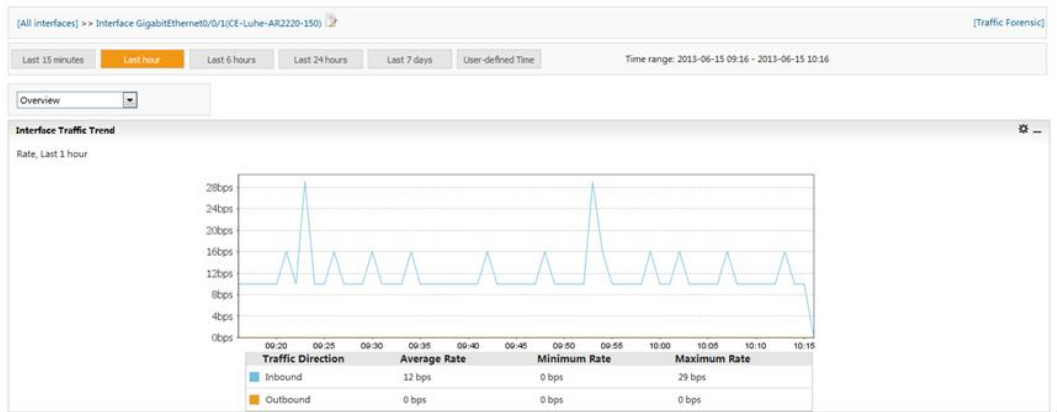 [All interfaces] >> Interface GigabitEthernet0/0/1(CE-Luhe-AR2220-150) [Traffic Forensic]
Last 15 minutes Last hour Last 6 hours Last 24 hours Last 7 days User-defined Time Time range: 2013-06-15 09:16 - 2013-06-15 10:16
Overview
Interface Traffic Trend
Rate, Last 1 hour
28bps
24bps
20bps
16bps
12bps
8bps
4bps
0bps
09:20 09:25 09:30 09:35 09:40 09:45 09:50 09:55 10:00 10:05 10:10 10:15
Traffic Direction Average Rate Minimum Rate Maximum Rate
Inbound 12 bps 0 bps 29 bps
Outbound 0 bps 0 bps 0 bps